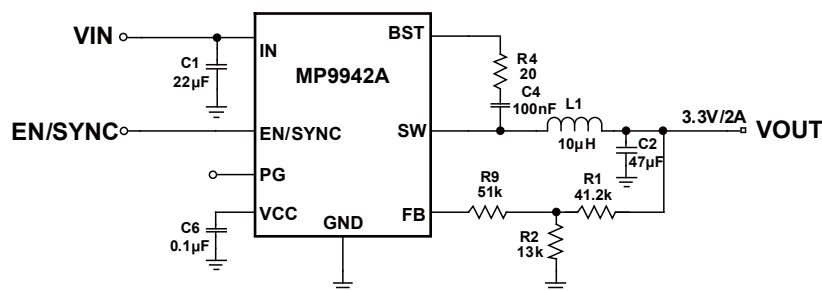 VIN
C1
22µF
IN
MP9942A
BST
R4
20
C4
100nF
L1
10µH
3.3V/2A
VOUT
C2
47µF
EN/SYNC
EN/SYNC
SW
PG
VCC
C6
0.1µF
GND
FB
R9
51k
R1
41.2k
R2
13k